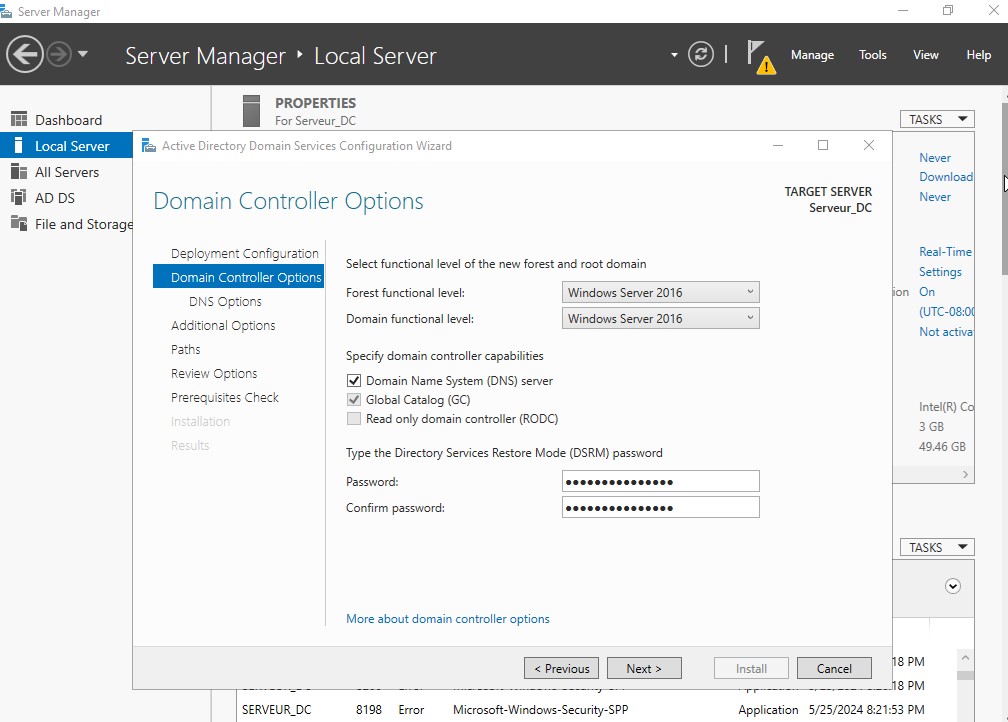 Server Manager
Server Manager ‣ Local Server
Manage Tools View Help
Dashboard
Local Server
All Servers
AD DS
File and Storage
PROPERTIES
For Serveur_DC
TASKS
Never
Download
Never
Real-Time
Settings
On
(UTC-08:00
Not activa
Intel(R) Co
3 GB
49.46 GB
Active Directory Domain Services Configuration Wizard
Domain Controller Options
TARGET SERVER
Serveur_DC
Deployment Configuration
Domain Controller Options
DNS Options
Additional Options
Paths
Review Options
Prerequisites Check
Installation
Results
Select functional level of the new forest and root domain
Forest functional level: Windows Server 2016
Domain functional level: Windows Server 2016
Specify domain controller capabilities
Domain Name System (DNS) server
Global Catalog (GC)
Read only domain controller (RODC)
Type the Directory Services Restore Mode (DSRM) password
Password: •••••••••••••••
Confirm password: •••••••••••••••
More about domain controller options
< Previous Next > Install Cancel
TASKS
18 PM
18 PM
SERVEUR_DC 8198 Error Microsoft-Windows-Security-SPP Application 5/25/2024 8:21:53 PM